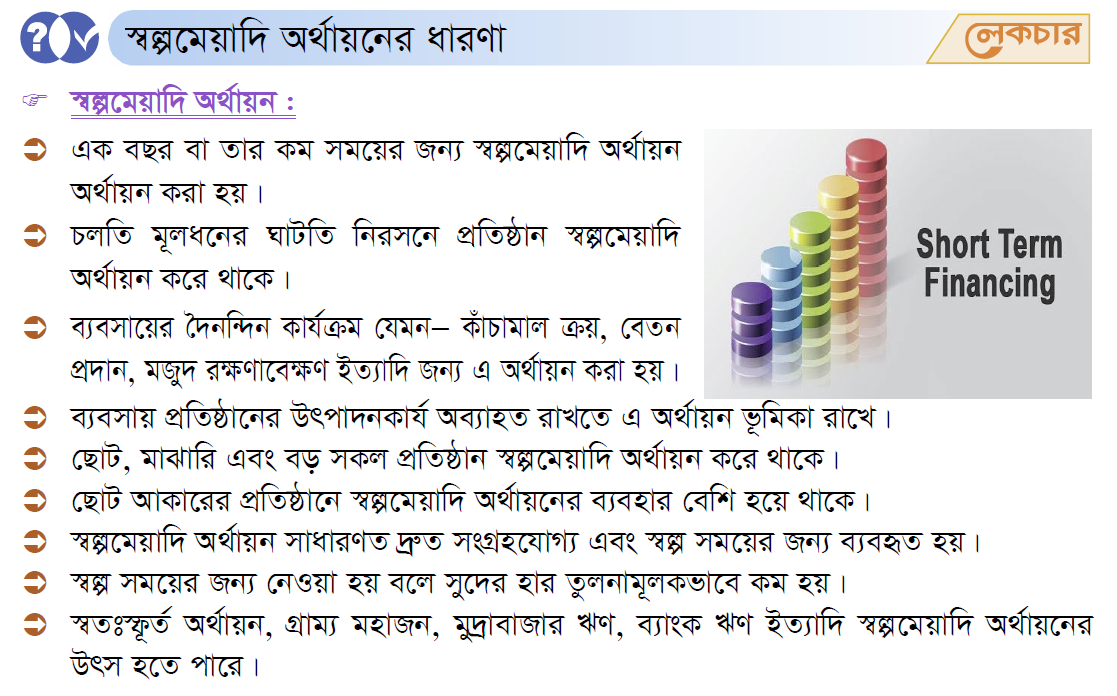 স্বল্পমেয়াদি অর্থায়নের ধারণা
লেকচার
স্বল্পমেয়াদি অর্থায়ন :
এক বছর বা তার কম সময়ের জন্য স্বল্পমেয়াদি অর্থায়ন
অর্থায়ন করা হয়।
চলতি মূলধনের ঘাটতি নিরসনে প্রতিষ্ঠান স্বল্পমেয়াদি
অর্থায়ন করে থাকে।
ব্যবসায়ের দৈনন্দিন কার্যক্রম যেমন– কাঁচামাল ক্রয়, বেতন
প্রদান, মজুদ রক্ষণাবেক্ষণ ইত্যাদি জন্য এ অর্থায়ন করা হয়।
Short Term
Financing
ব্যবসায় প্রতিষ্ঠানের উৎপাদনকার্য অব্যাহত রাখতে এ অর্থায়ন ভূমিকা রাখে।
ছোট, মাঝারি এবং বড় সকল প্রতিষ্ঠান স্বল্পমেয়াদি অর্থায়ন করে থাকে।
ছোট আকারের প্রতিষ্ঠানে স্বল্পমেয়াদি অর্থায়নের ব্যবহার বেশি হয়ে থাকে।
স্বল্পমেয়াদি অর্থায়ন সাধারণত দ্রুত সংগ্রহযোগ্য এবং স্বল্প সময়ের জন্য ব্যবহৃত হয়।
স্বল্প সময়ের জন্য নেওয়া হয় বলে সুদের হার তুলনামূলকভাবে কম হয়।
স্বতঃস্ফূর্ত অর্থায়ন, গ্রাম্য মহাজন, মুদ্রাবাজার ঋণ, ব্যাংক ঋণ ইত্যাদি স্বল্পমেয়াদি অর্থায়নের
উৎস হতে পারে।